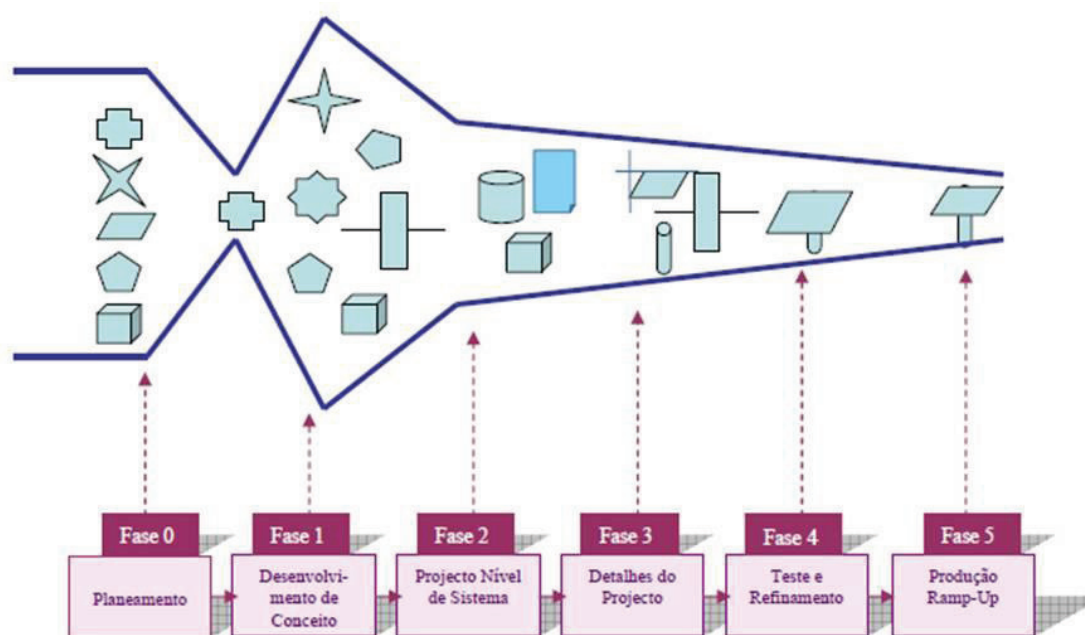 Fase 0
Planeamento
Fase 1
Desenvolvi-
mento de
Conceito
Fase 2
Projecto Nível
de Sistema
Fase 3
Detalhes do
Projecto
Fase 4
Teste e
Refinamento
Fase 5
Produção
Ramp-Up